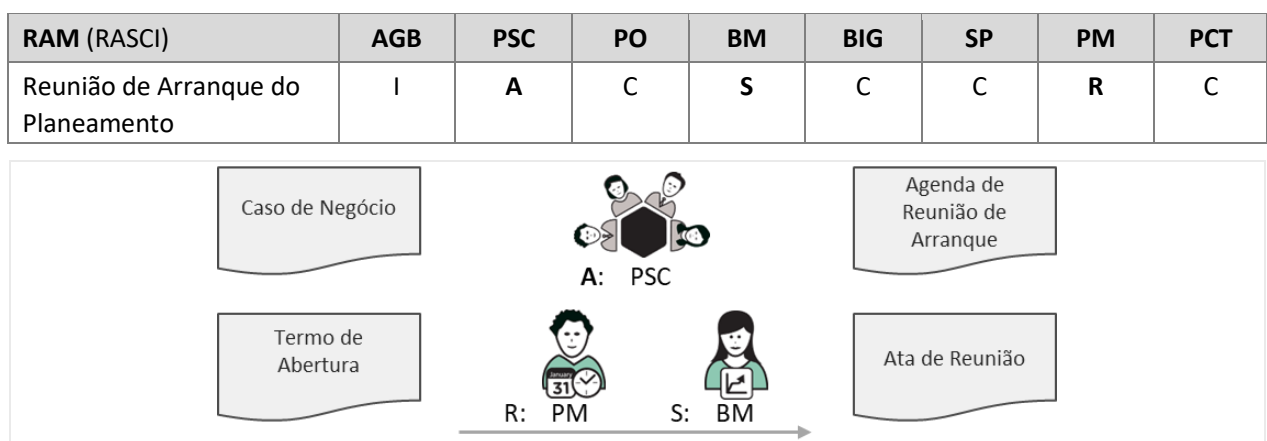 RAM (RASCI) AGB PSC PO BM BIG SP PM PCT
Reunião de Arranque do I A C S C C R C
Planeamento
Caso de Negócio
Agenda de
Reunião de
Arranque
A: PSC
Termo de
Abertura
January
31
Ata de Reunião
R: PM S: BM